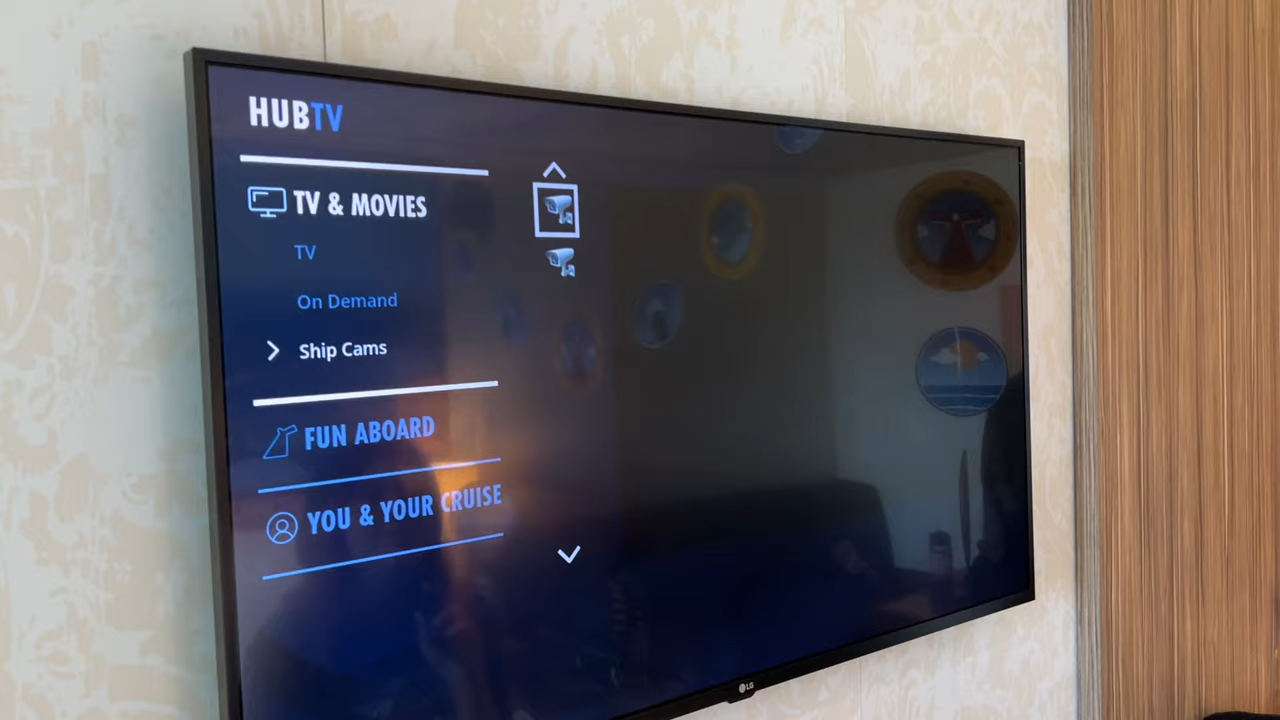 HUBTV
TV & MOVIES
TV
On Demand
Ship Cams
FUN ABOARD
YOU & YOUR CRUISE
LG